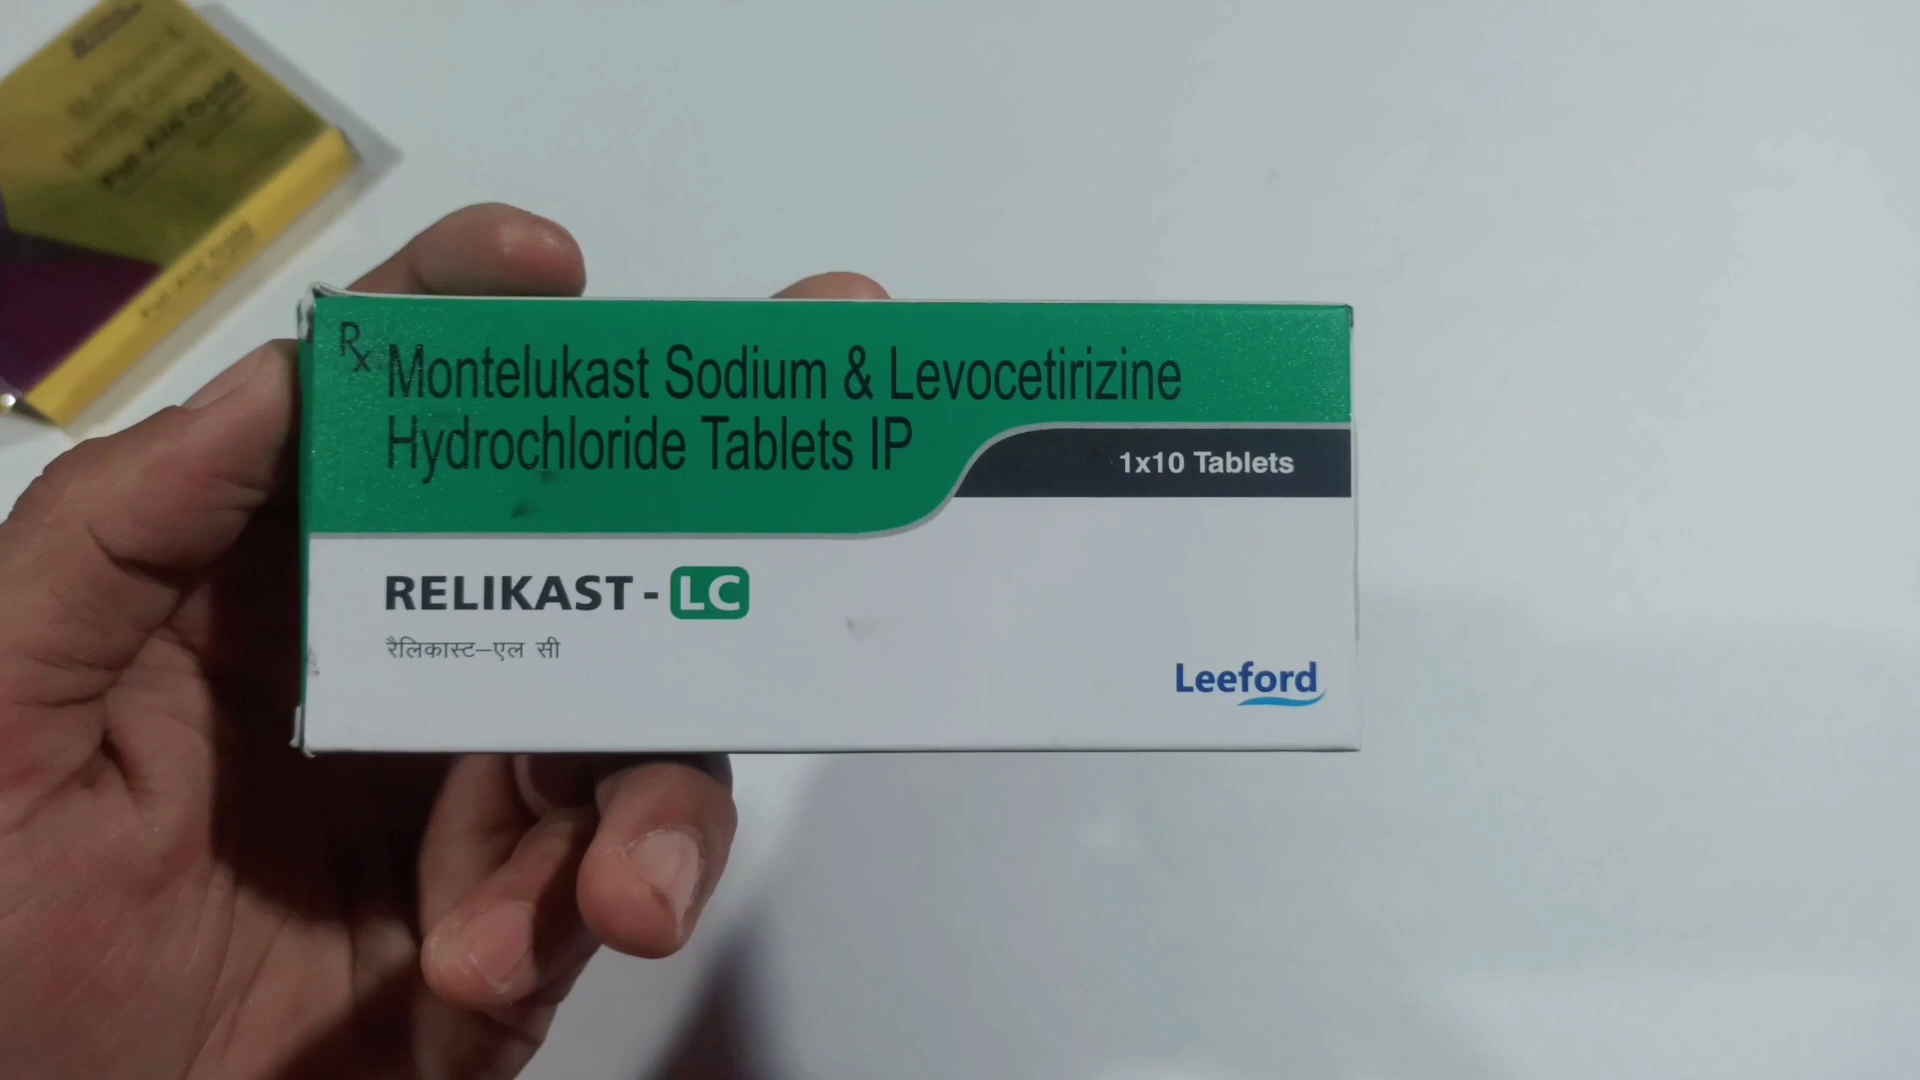 Rx Montelukast Sodium & Levocetirizine
Hydrochloride Tablets IP
1x10 Tablets
RELIKAST - LC
रैलिकास्ट–एल सी
Leeford